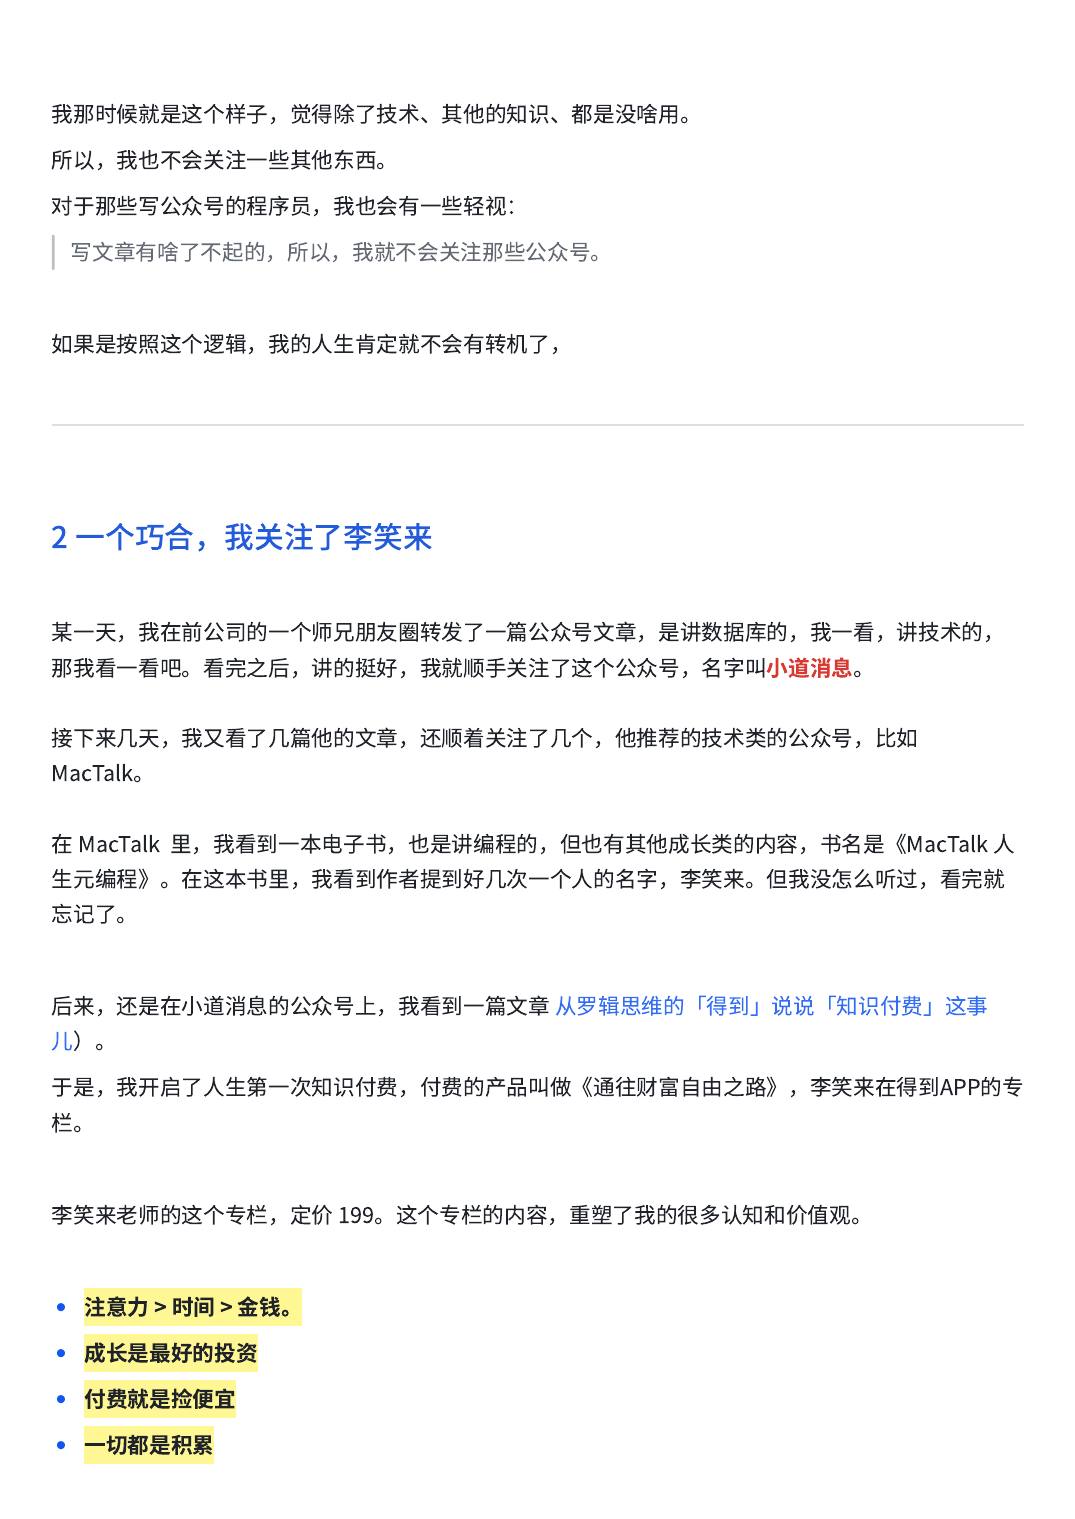 我那时候就是这个样子，觉得除了技术、其他的知识、都是没啥用。
所以，我也不会关注一些其他东西。
对于那些写公众号的程序员，我也会有一些轻视：
写文章有啥了不起的，所以，我就不会关注那些公众号。
如果是按照这个逻辑，我的人生肯定就不会有转机了，
2 一个巧合，我关注了李笑来
某一天，我在前公司的一个师兄朋友圈转发了一篇公众号文章，是讲数据库的，我一看，讲技术的，
那我看一看吧。看完之后，讲的挺好，我就顺手关注了这个公众号，名字叫小道消息。
接下来几天，我又看了几篇他的文章，还顺着关注了几个，他推荐的技术类的公众号，比如
MacTalk。
在 MacTalk 里，我看到一本电子书，也是讲编程的，但也有其他成长类的内容，书名是《MacTalk 人
生元编程》。在这本书里，我看到作者提到好几次一个人的名字，李笑来。但我没怎么听过，看完就
忘记了。
后来，还是在小道消息的公众号上，我看到一篇文章 从罗辑思维的「得到」说说「知识付费」这事
儿）。
于是，我开启了人生第一次知识付费，付费的产品叫做《通往财富自由之路》，李笑来在得到APP的专
栏。
李笑来老师的这个专栏，定价 199。这个专栏的内容，重塑了我的很多认知和价值观。
• 注意力 > 时间 > 金钱。
• 成长是最好的投资
• 付费就是捡便宜
• 一切都是积累